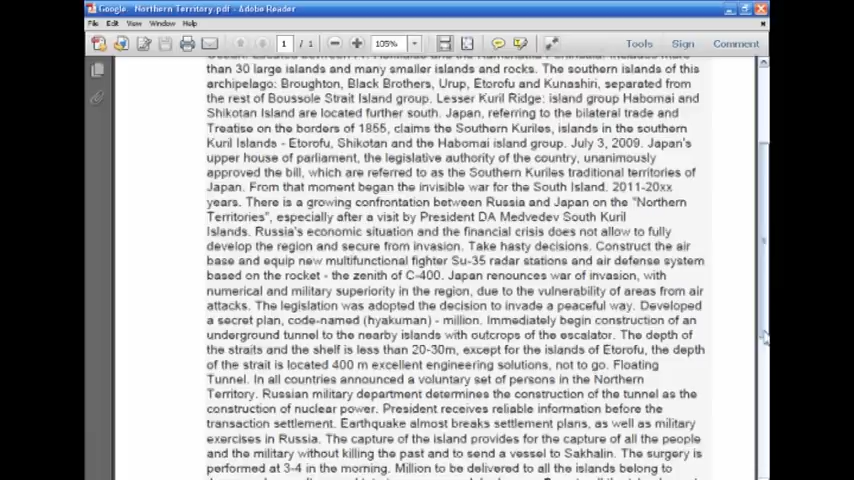 Google. Northern Territory.pdf - Adobe Reader
File Edit View Window Help
1 / 1 105% Tools Sign Comment
than 30 large islands and many smaller islands and rocks. The southern islands of this
archipelago: Broughton, Black Brothers, Urup, Etorofu and Kunashiri, separated from
the rest of Boussole Strait Island group. Lesser Kuril Ridge: island group Habomai and
Shikotan Island are located further south. Japan, referring to the bilateral trade and
Treatise on the borders of 1855, claims the Southern Kuriles, islands in the southern
Kuril Islands - Etorofu, Shikotan and the Habomai island group. July 3, 2009. Japan's
upper house of parliament, the legislative authority of the country, unanimously
approved the bill, which are referred to as the Southern Kuriles traditional territories of
Japan. From that moment began the invisible war for the South Island. 2011-20xx
years. There is a growing confrontation between Russia and Japan on the "Northern
Territories", especially after a visit by President DA Medvedev South Kuril
Islands. Russia's economic situation and the financial crisis does not allow to fully
develop the region and secure from invasion. Take hasty decisions. Construct the air
base and equip new multifunctional fighter Su-35 radar stations and air defense system
based on the rocket - the zenith of C-400. Japan renounces war of invasion, with
numerical and military superiority in the region, due to the vulnerability of areas from air
attacks. The legislation was adopted the decision to invade a peaceful way. Developed
a secret plan, code-named (hyakuman) - million. Immediately begin construction of an
underground tunnel to the nearby islands with outcrops of the escalator. The depth of
the straits and the shelf is less than 20-30m, except for the islands of Etorofu, the depth
of the strait is located 400 m excellent engineering solutions, not to go. Floating
Tunnel. In all countries announced a voluntary set of persons in the Northern
Territory. Russian military department determines the construction of the tunnel as the
construction of nuclear power. President receives reliable information before the
transaction settlement. Earthquake almost breaks settlement plans, as well as military
exercises in Russia. The capture of the island provides for the capture of all the people
and the military without killing the past and to send a vessel to Sakhalin. The surgery is
performed at 3-4 in the morning. Million to be delivered to all the islands belong to